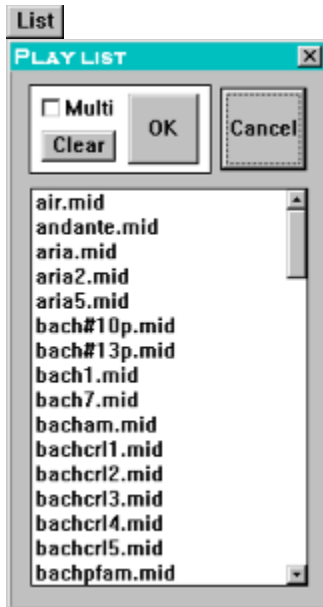 List
PLAY LIST
Multi
OK
Cancel
Clear
air.mid
andante.mid
aria.mid
aria2.mid
aria5.mid
bach#10p.mid
bach#13p.mid
bach1.mid
bach7.mid
bacham.mid
bachcrl1.mid
bachcrl2.mid
bachcrl3.mid
bachcrl4.mid
bachcrl5.mid
bachpfam.mid